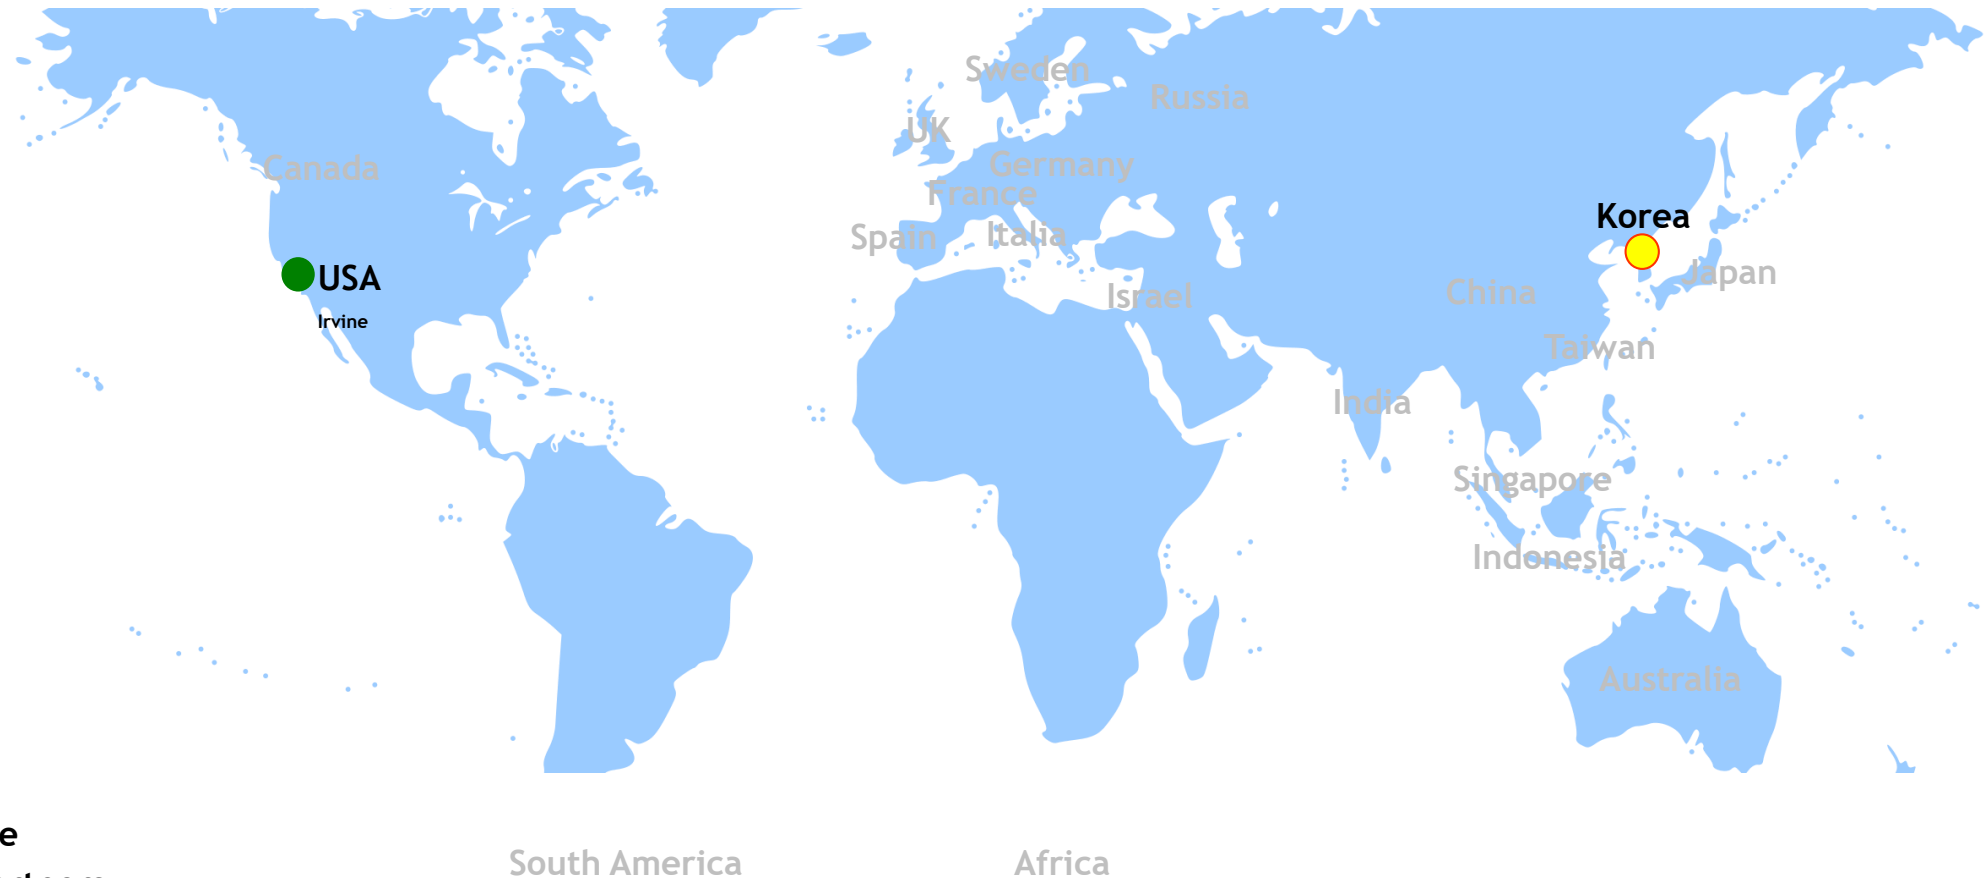 Sweden
Russia
UK
Germany
Canada
France
Korea
Spain
Italia
USA
Japan
China
Israel
Irvine
Taiwan
India
Singapore
Indonesia
Australia
South America
Africa